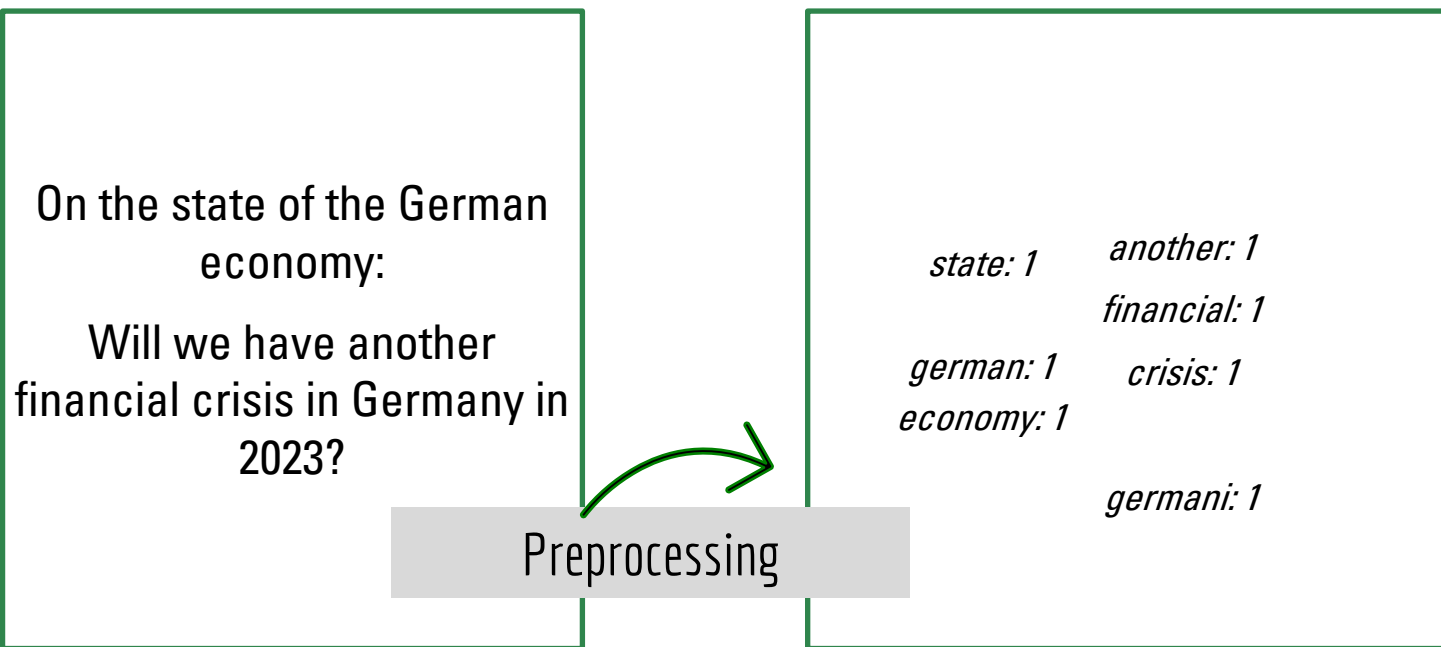 On the state of the German
economy:
Will we have another
financial crisis in Germany in
2023?
Preprocessing
state: 1
german: 1
economy: 1
another: 1
financial: 1
crisis: 1
germani: 1